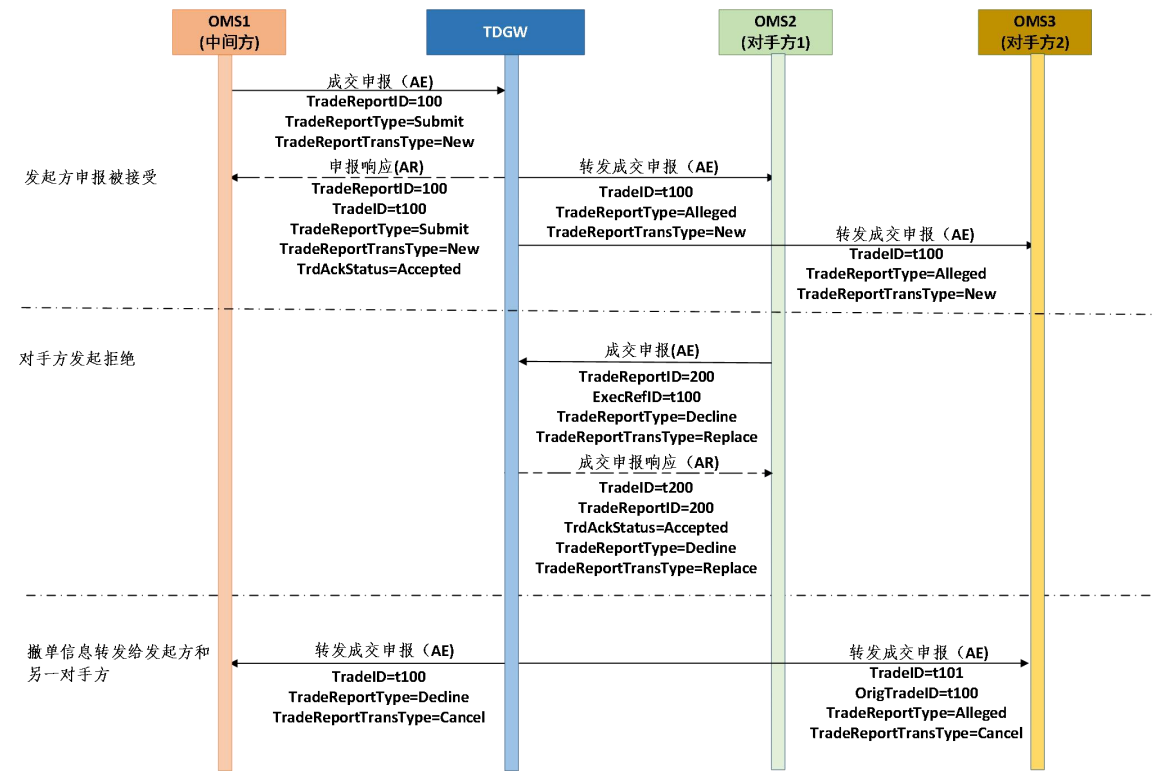 OMS1
(中间方)
TDGW
OMS2
(对手方1)
OMS3
(对手方2)
成交申报（AE)
TradeReportID=100
TradeReportType=Submit
TradeReportTransType=New
发起方申报被接受
申报响应(AR)
TradeReportID=100
TradeID=t100
TradeReportType=Submit
TradeReportTransType=New
TrdAckStatus=Accepted
转发成交申报（AE)
TradeID=t100
TradeReportType=Alleged
TradeReportTransType=New
转发成交申报（AE)
TradeID=t100
TradeReportType=Alleged
TradeReportTransType=New
对手方发起拒绝
成交申报(AE)
TradeReportID=200
ExecRefID=t100
TradeReportType=Decline
TradeReportTransType=Replace
成交申报响应（AR)
TradeID=t200
TradeReportID=200
TrdAckStatus=Accepted
TradeReportType=Decline
TradeReportTransType=Replace
撤单信息转发给发起方和
另一对手方
转发成交申报（AE)
TradeID=t100
TradeReportType=Decline
TradeReportTransType=Cancel
转发成交申报（AE)
TradeID=t101
OrigTradeID=t100
TradeReportType=Alleged
TradeReportTransType=Cancel